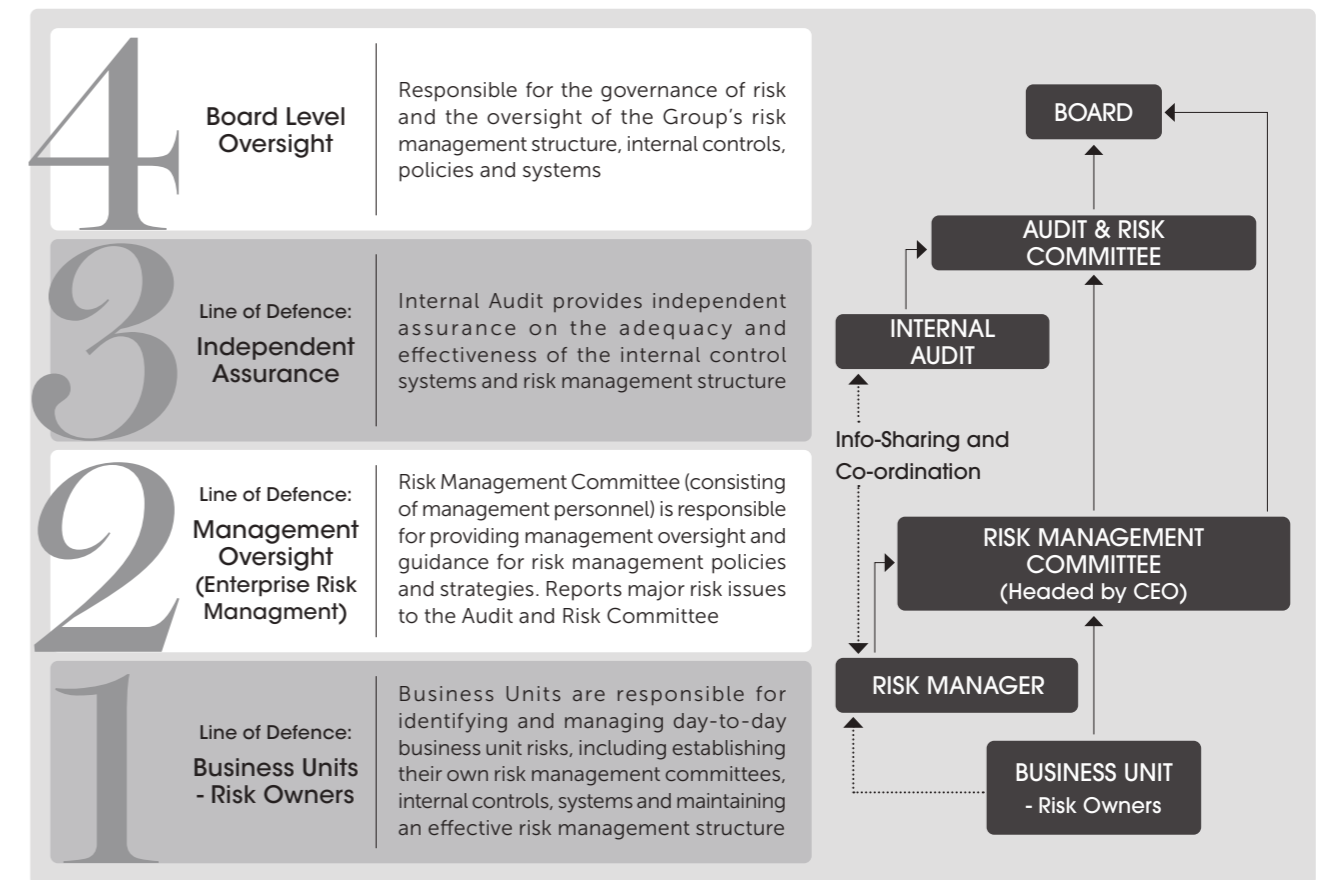 4
Board Level
Oversight
Responsible for the governance of risk
and the oversight of the Group's risk
management structure, internal controls,
policies and systems
3
Line of Defence:
Independent
Assurance
Internal Audit provides independent
assurance on the adequacy and
effectiveness of the internal control
systems and risk management structure
2
Line of Defence:
Management
Oversight
(Enterprise Risk
Managment)
Risk Management Committee (consisting
of management personnel) is responsible
for providing management oversight and
guidance for risk management policies
and strategies. Reports major risk issues
to the Audit and Risk Committee
1
Line of Defence:
Business Units
- Risk Owners
Business Units are responsible for
identifying and managing day-to-day
business unit risks, including establishing
their own risk management committees,
internal controls, systems and maintaining
an effective risk management structure
BOARD
AUDIT & RISK
COMMITTEE
INTERNAL
AUDIT
Info-Sharing and
Co-ordination
RISK MANAGEMENT
COMMITTEE
(Headed by CEO)
RISK MANAGER
BUSINESS UNIT
- Risk Owners